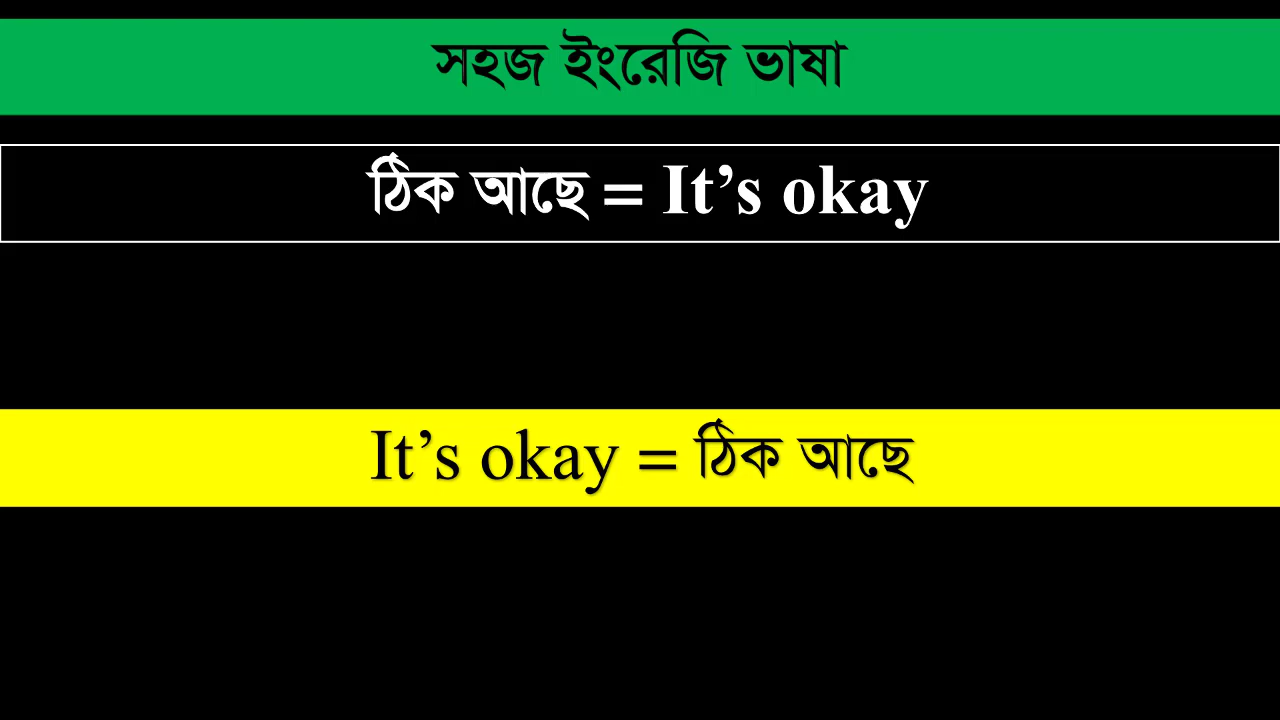 সহজ ইংরেজি ভাষা
ঠিক আছে = It’s okay
It’s okay = ঠিক আছে